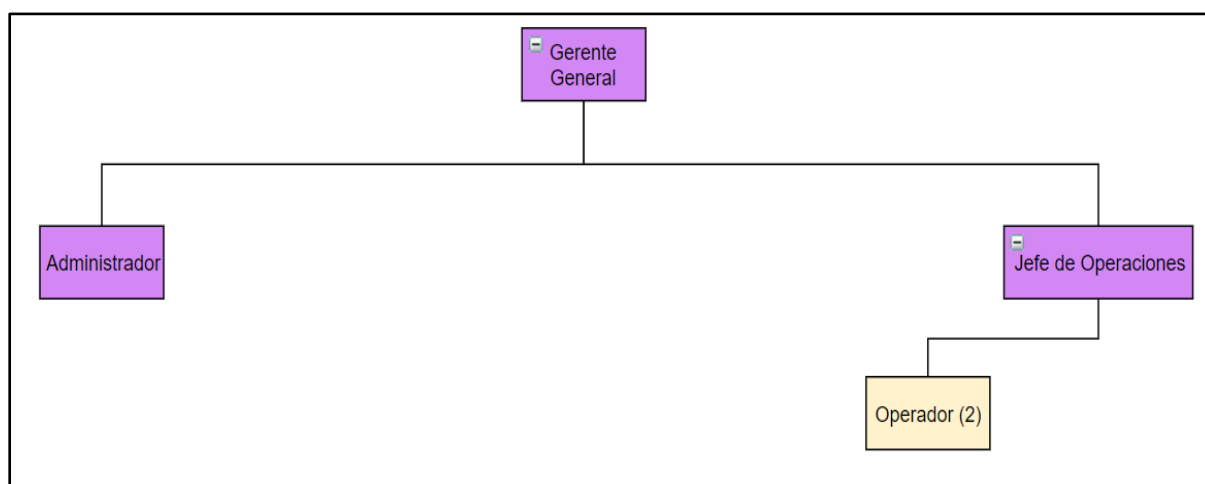 Gerente
General
Administrador
Jefe de Operaciones
Operador (2)